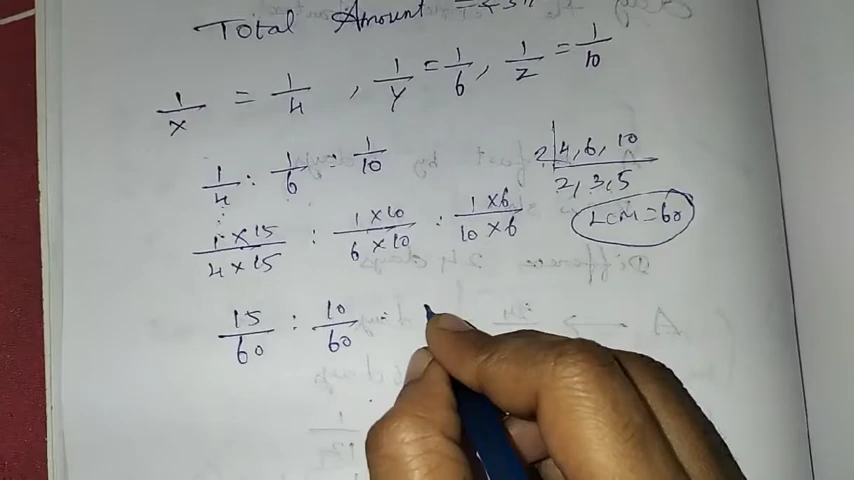 Total Amount =
1/x = 1/4 , 1/y = 1/6 , 1/z = 1/10
1/4 : 1/6 : 1/10
2 | 4, 6, 10
2, 3, 5
LCM = 60
1 x 15 / 4 x 15 : 1 x 10 / 6 x 10 : 1 x 6 / 10 x 6
15/60 : 10/60 :